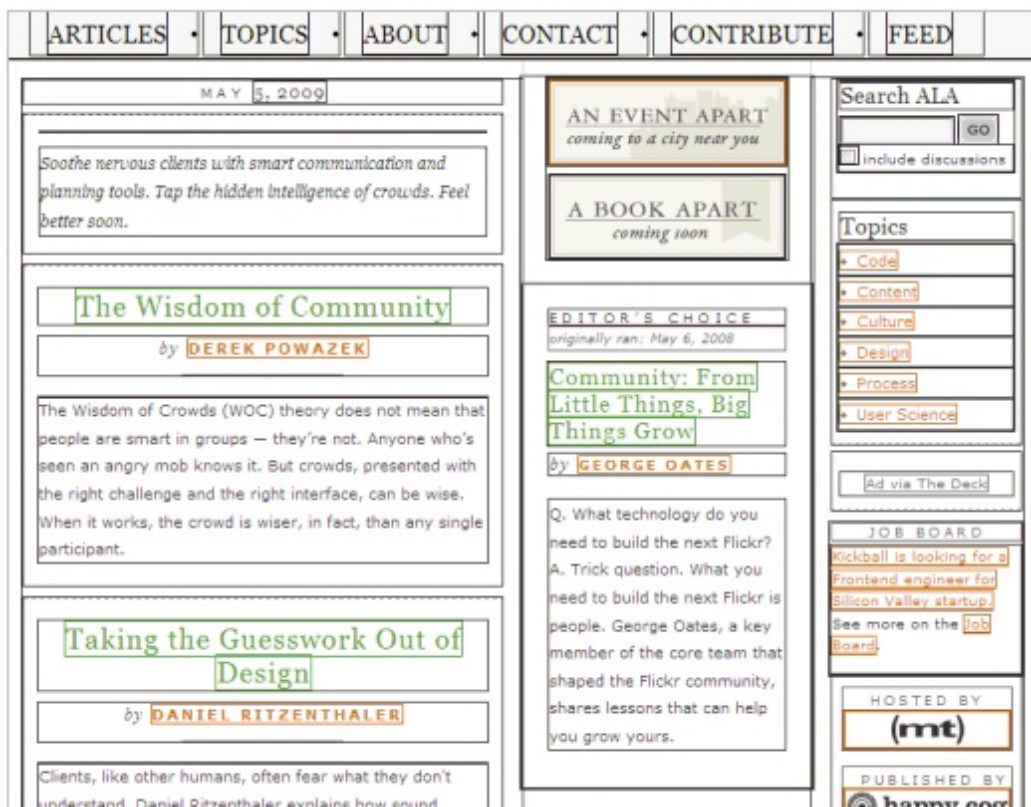 ARTICLES • TOPICS • ABOUT • CONTACT • CONTRIBUTE • FEED
MAY 5, 2009
Soothe nervous clients with smart communication and
planning tools. Tap the hidden intelligence of crowds. Feel
better soon.
The Wisdom of Community
by DEREK POWAZEK
The Wisdom of Crowds (WOC) theory does not mean that
people are smart in groups — they're not. Anyone who's
seen an angry mob knows it. But crowds, presented with
the right challenge and the right interface, can be wise.
When it works, the crowd is wiser, in fact, than any single
participant.
Taking the Guesswork Out of
Design
by DANIEL RITZENTHALER
Clients, like other humans, often fear what they don't
understand. Daniel Ritzenthaler explains how sound
AN EVENT APART
coming to a city near you
A BOOK APART
coming soon
EDITOR'S CHOICE
originally ran: May 6, 2008
Community: From
Little Things, Big
Things Grow
by GEORGE OATES
Q. What technology do you
need to build the next Flickr?
A. Trick question. What you
need to build the next Flickr is
people. George Oates, a key
member of the core team that
shaped the Flickr community,
shares lessons that can help
you grow yours.
Search ALA
GO
include discussions
Topics
• Code
• Content
• Culture
• Design
• Process
• User Science
Ad via The Deck
JOB BOARD
Kickball is looking for a
Frontend engineer for
Silicon Valley startup.
See more on the Job
Board.
HOSTED BY
(mt)
PUBLISHED BY
happy cog